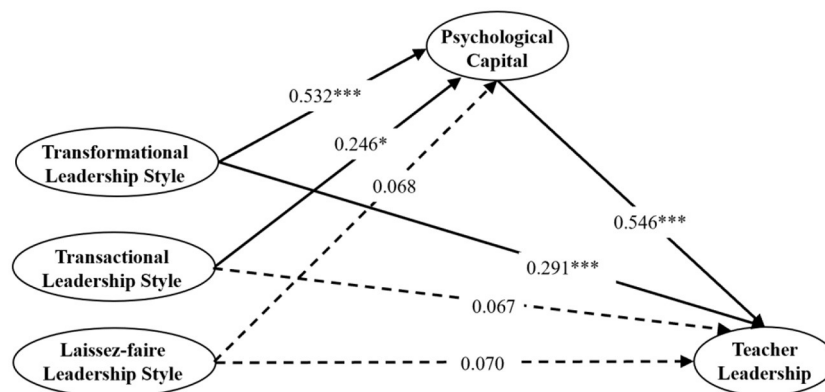 Psychological
Capital
0.532***
0.246*
Transformational
Leadership Style
0.068
0.546***
Transactional
Leadership Style
0.291***
0.067
Laissez-faire
Leadership Style
0.070
Teacher
Leadership